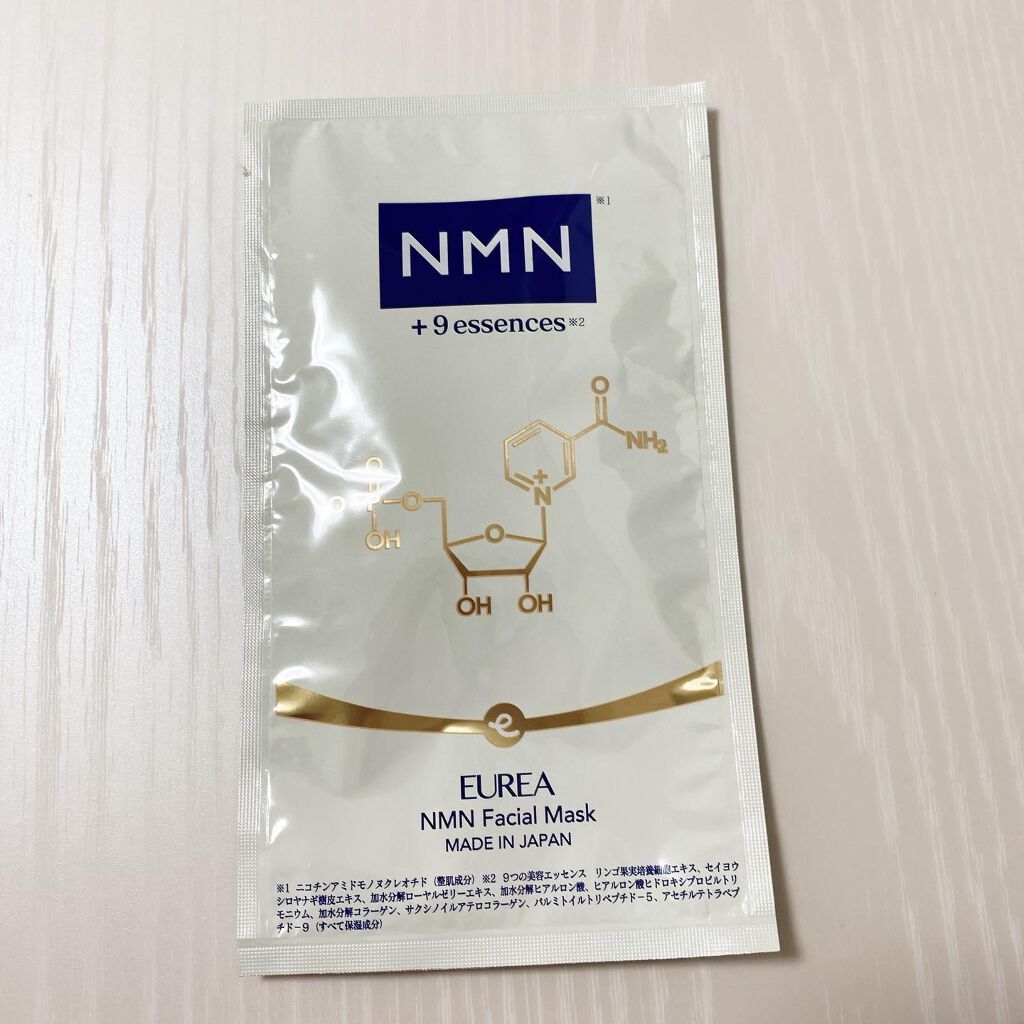 NMN ※1
+9 essences ※2
O
NH2
+
N
O
O P O
OH
O
OH OH
e
EUREA
NMN Facial Mask
MADE IN JAPAN
※1 ニコチンアミドモノヌクレオチド（整肌成分）※2 9つの美容エッセンス リンゴ果実培養細胞エキス、セイヨウ
シロヤナギ樹皮エキス、加水分解ローヤルゼリーエキス、加水分解ヒアルロン酸、ヒアルロン酸ヒドロキシプロピルトリ
モニウム、加水分解コラーゲン、サクシノイルアテロコラーゲン、パルミトイルトリペプチド－5、アセチルテトラペプ
チド－9（すべて保湿成分）